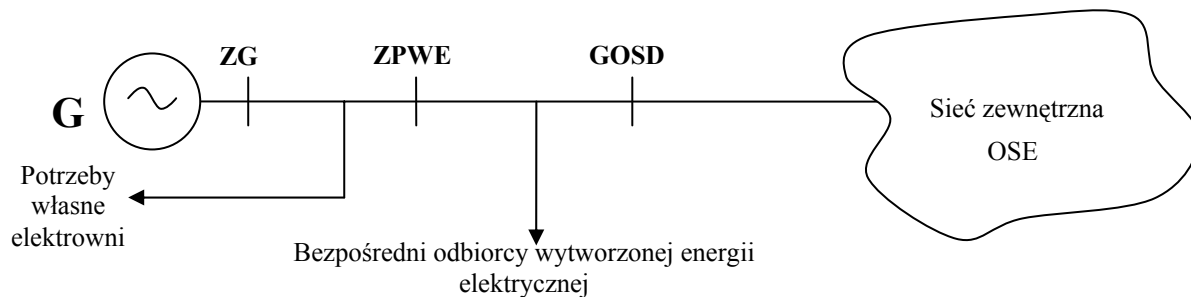 ZG
ZPWE
GOSD
G
Sieć zewnętrzna
OSE
Potrzeby
własne
elektrowni
Bezpośredni odbiorcy wytworzonej energii
elektrycznej